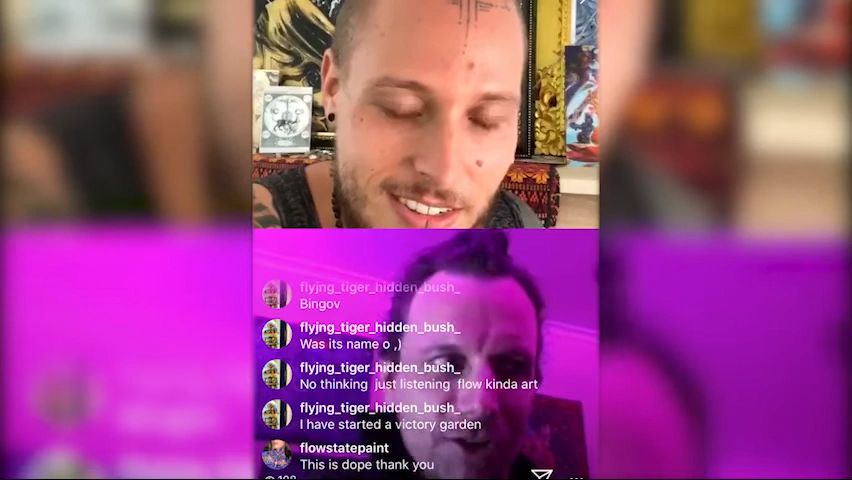 flyjng_tiger_hidden_bush_
Bingov
flyjng_tiger_hidden_bush_
Was its name o ,)
flyjng_tiger_hidden_bush_
No thinking just listening flow kinda art
flyjng_tiger_hidden_bush_
I have started a victory garden
flowstatepaint
This is dope thank you